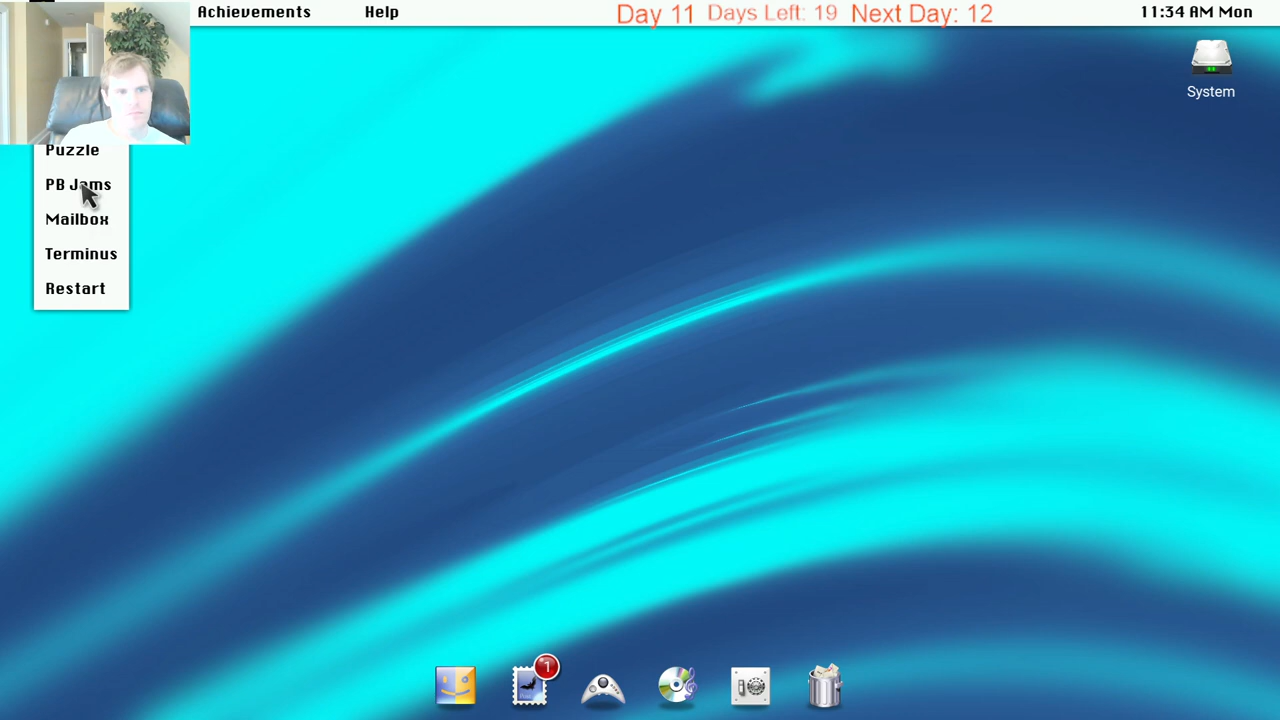 Achievements Help Day 11 Days Left: 19 Next Day: 12 11:34 AM Mon
System
Puzzle
PB Jams
Mailbox
Terminus
Restart
1